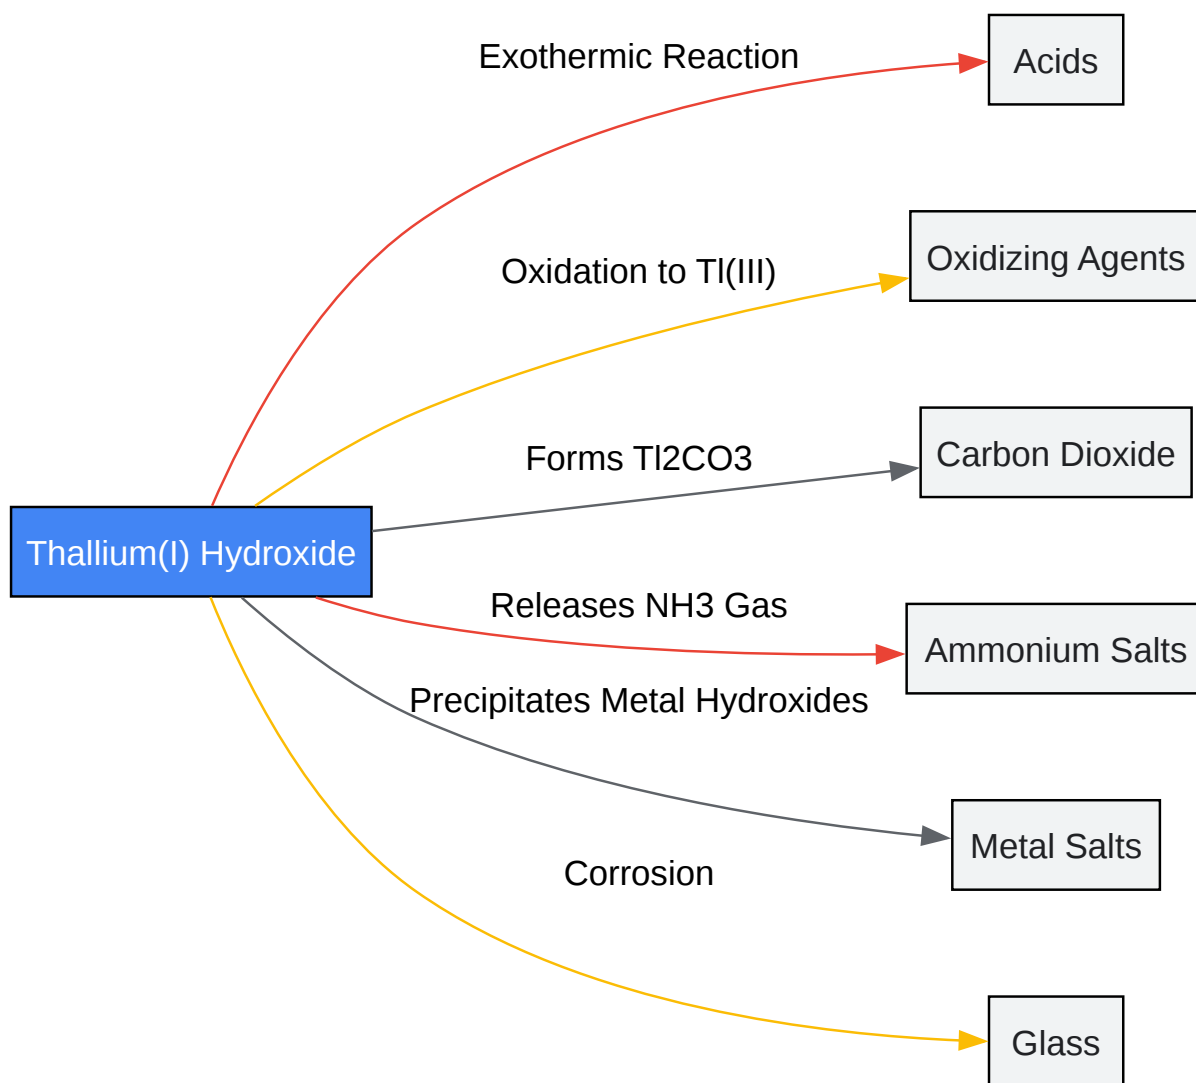 Exothermic Reaction
Acids
Oxidation to Tl(III)
Oxidizing Agents
Forms Tl2CO3
Carbon Dioxide
Thallium(I) Hydroxide
Releases NH3 Gas
Ammonium Salts
Precipitates Metal Hydroxides
Metal Salts
Corrosion
Glass